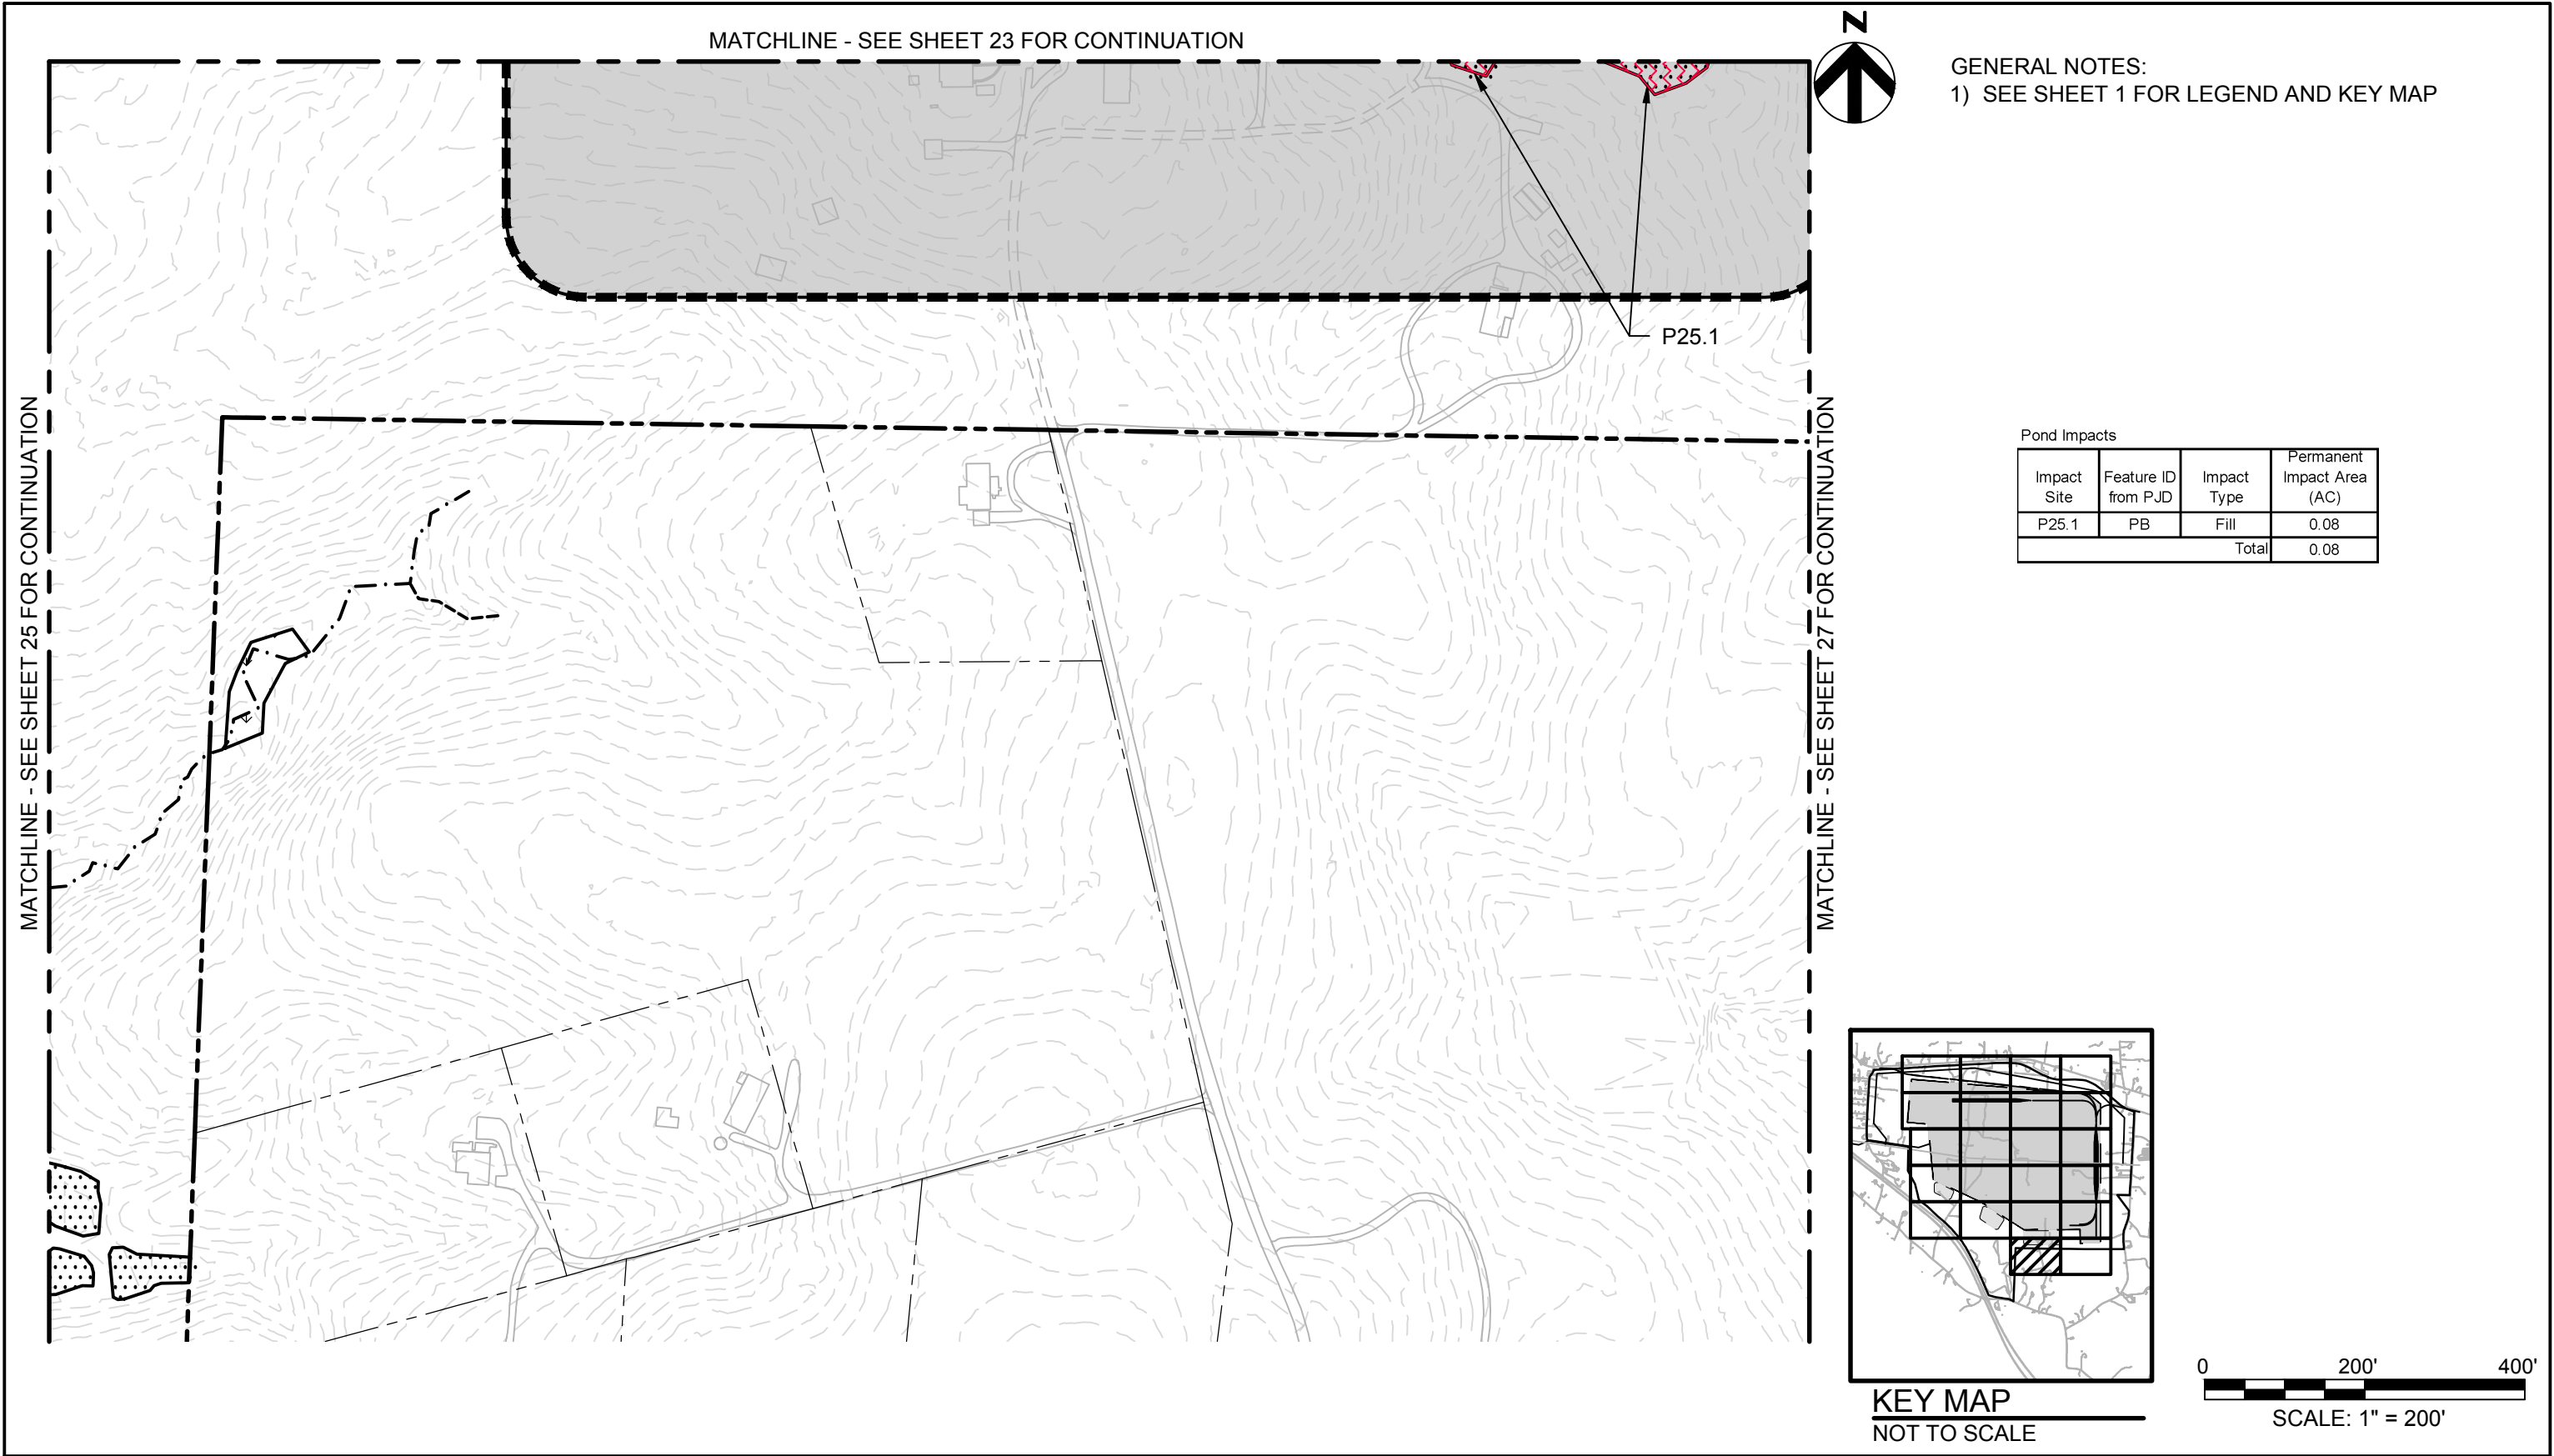 MATCHLINE - SEE SHEET 23 FOR CONTINUATION
N
GENERAL NOTES:
1) SEE SHEET 1 FOR LEGEND AND KEY MAP
MATCHLINE - SEE SHEET 25 FOR CONTINUATION
P25.1
MATCHLINE - SEE SHEET 27 FOR CONTINUATION
Pond Impacts
Impact Site
Feature ID from PJD
Impact Type
Permanent Impact Area (AC)
P25.1 PB Fill 0.08
Total 0.08
KEY MAP
NOT TO SCALE
0 200' 400'
SCALE: 1" = 200'